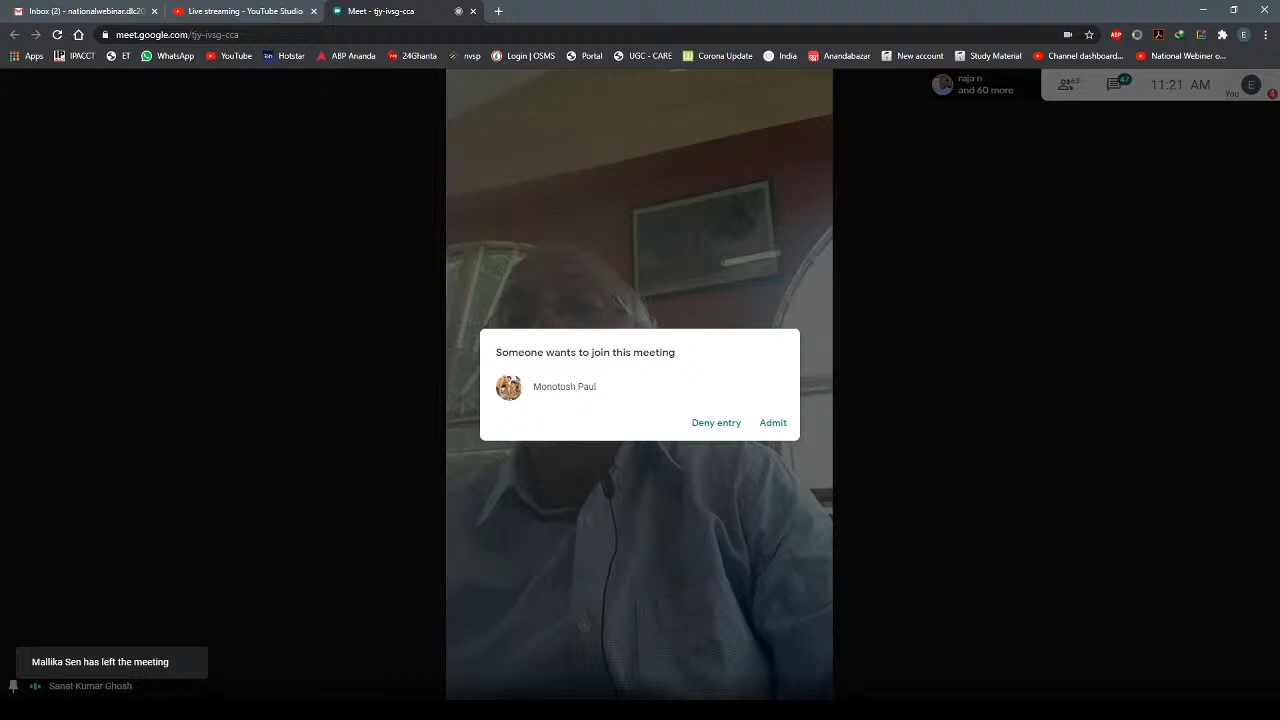 Inbox (2) - nationalwebinar.dlc20
Live streaming - YouTube Studio
Meet - tjy-ivsg-cca
meet.google.com/tjy-ivsg-cca
ABP
E
Apps
IPACCT
ET
WhatsApp
YouTube
Hotstar
ABP Ananda
24Ghanta
nvsp
Login | OSMS
Portal
UGC - CARE
Corona Update
India
Anandabazar
New account
Study Material
Channel dashboard...
National Webiner o...
raja n
and 60 more
63
47
11:21 AM
You
E
Someone wants to join this meeting
Monotosh Paul
Deny entry
Admit
Mallika Sen has left the meeting
Sanat Kumar Ghosh